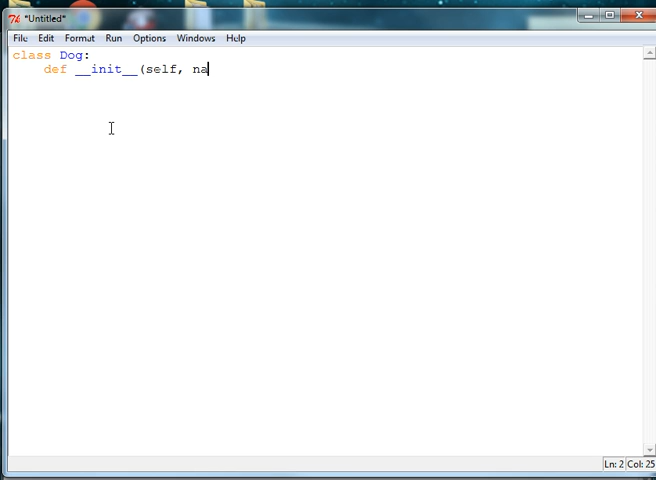 *Untitled*
File Edit Format Run Options Windows Help
class Dog:
def __init__(self, na
Ln: 2 Col: 25